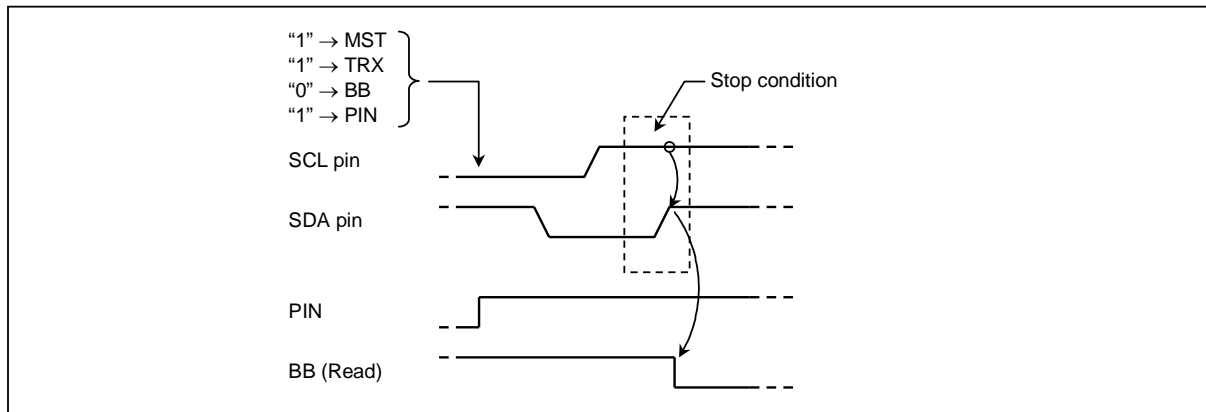 “1” → MST
“1” → TRX
“0” → BB
“1” → PIN
Stop condition
SCL pin
SDA pin
PIN
BB (Read)